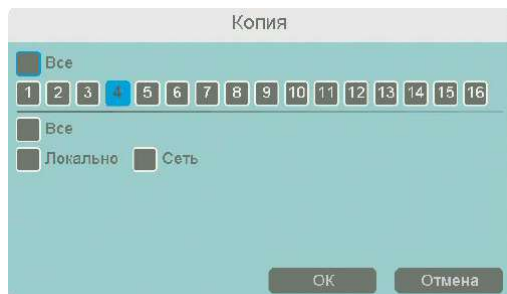 Копия
Все
1 2 3 4 5 6 7 8 9 10 11 12 13 14 15 16
Все
Локально Сеть
ОК Отмена